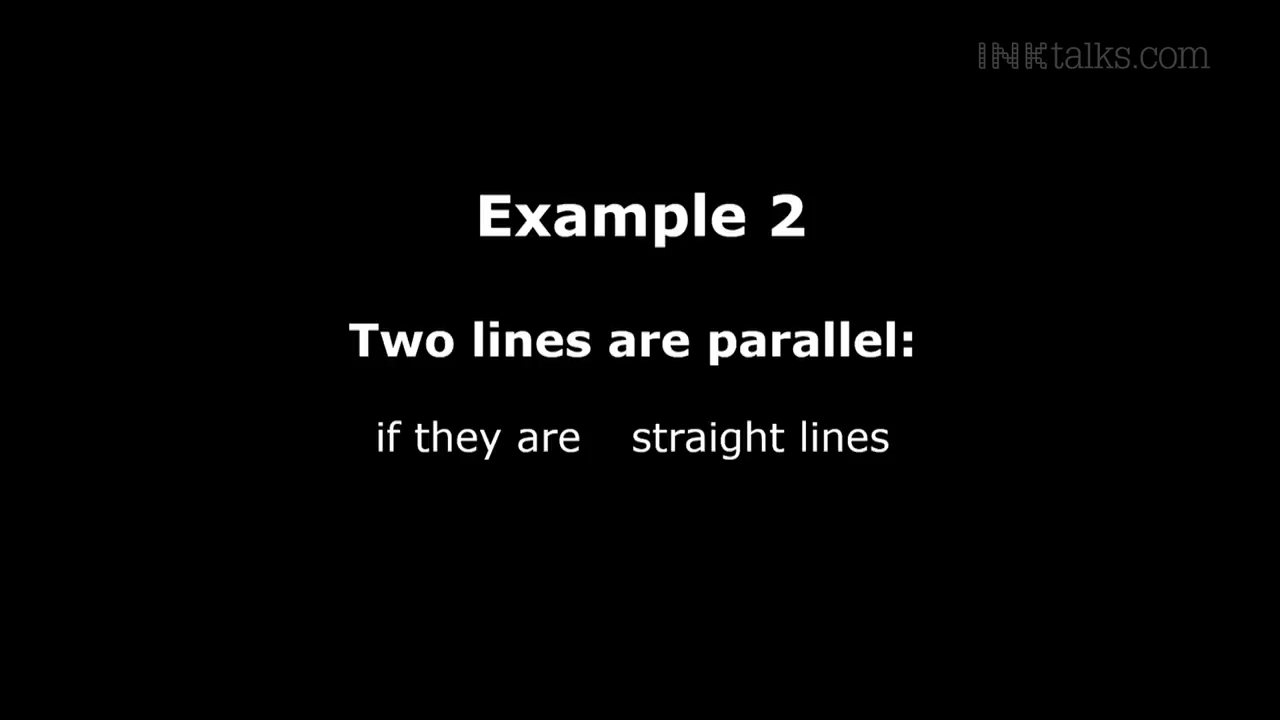 INKtalks.com
Example 2
Two lines are parallel:
if they are straight lines